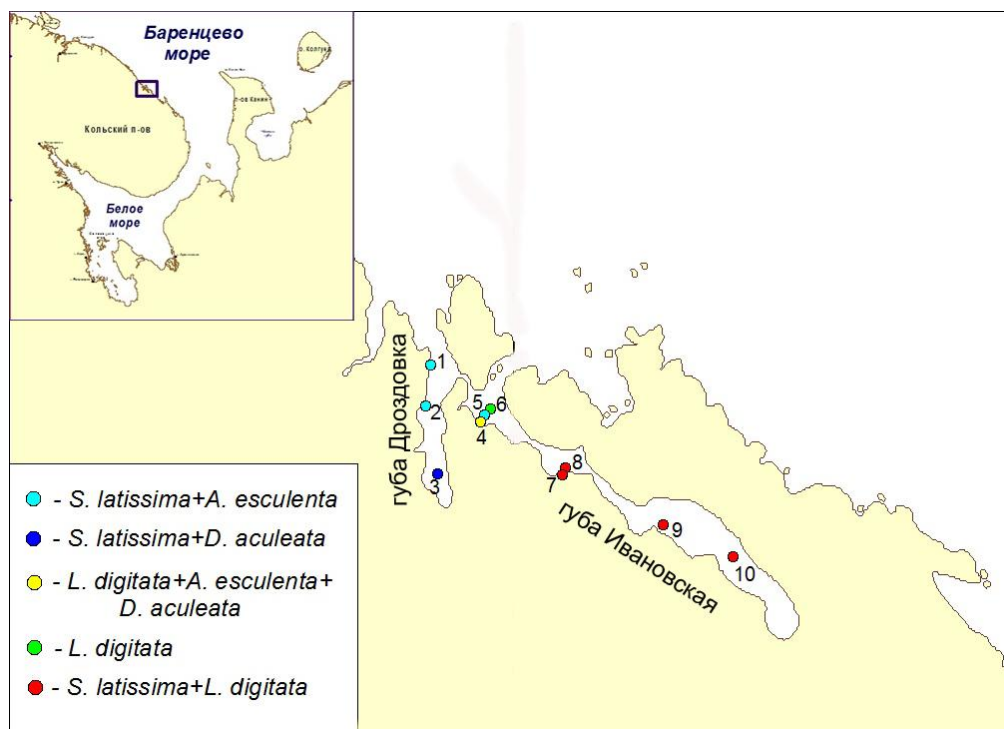 Баренцево
море
о. Колгуев
п-ов Канин
Кольский п-ов
Белое
море
губа Дроздовка
1
2
3
5
6
4
8
7
9
10
губа Ивановская
- S. latissima+A. esculenta
- S. latissima+D. aculeata
- L. digitata+A. esculenta+
D. aculeata
- L. digitata
- S. latissima+L. digitata